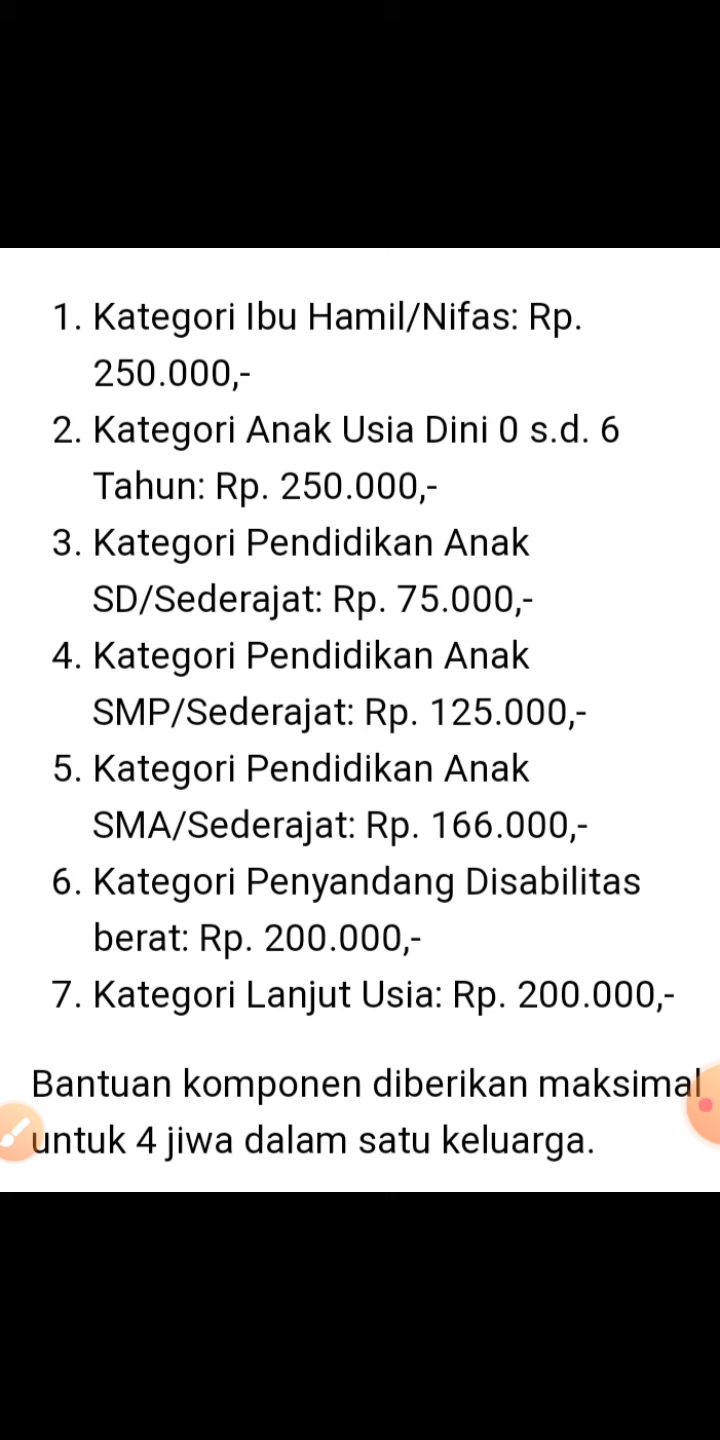 1. Kategori Ibu Hamil/Nifas: Rp.
250.000,-
2. Kategori Anak Usia Dini 0 s.d. 6
Tahun: Rp. 250.000,-
3. Kategori Pendidikan Anak
SD/Sederajat: Rp. 75.000,-
4. Kategori Pendidikan Anak
SMP/Sederajat: Rp. 125.000,-
5. Kategori Pendidikan Anak
SMA/Sederajat: Rp. 166.000,-
6. Kategori Penyandang Disabilitas
berat: Rp. 200.000,-
7. Kategori Lanjut Usia: Rp. 200.000,-
Bantuan komponen diberikan maksimal
untuk 4 jiwa dalam satu keluarga.